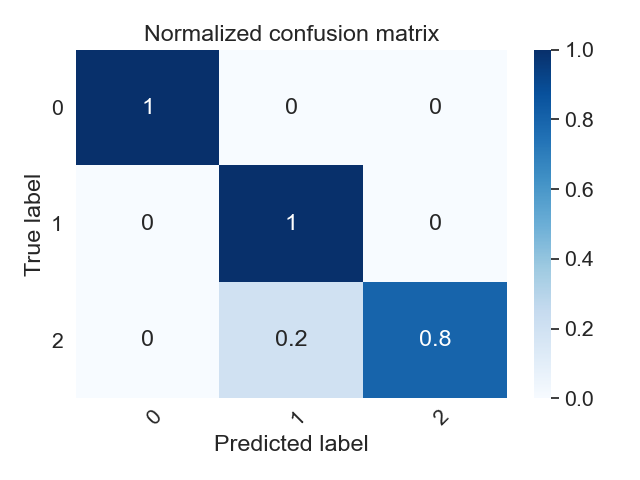 Normalized confusion matrix
True label
0 1 0 0
1 0 1 0
2 0 0.2 0.8
0 1 2
Predicted label
1.0
0.8
0.6
0.4
0.2
0.0